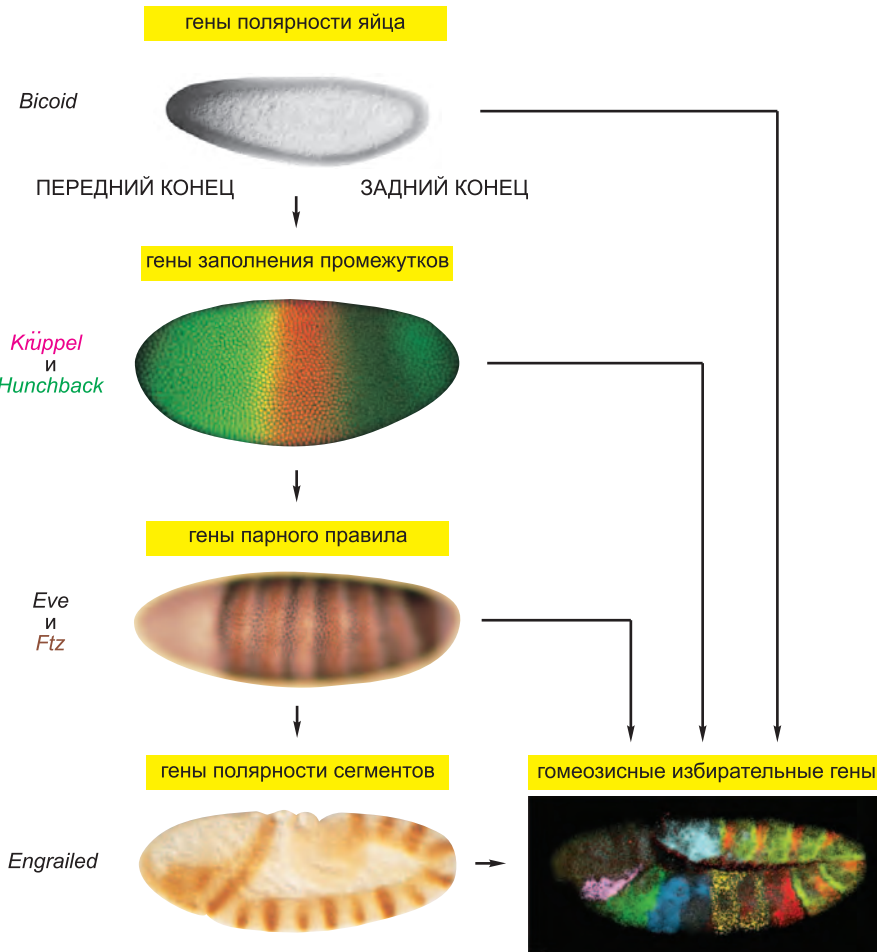 гены полярности яйца
Bicoid
ПЕРЕДНИЙ КОНЕЦ
ЗАДНИЙ КОНЕЦ
гены заполнения промежутков
Krüppel
и
Hunchback
гены парного правила
Eve
и
Ftz
гены полярности сегментов
гомеозисные избирательные гены
Engrailed